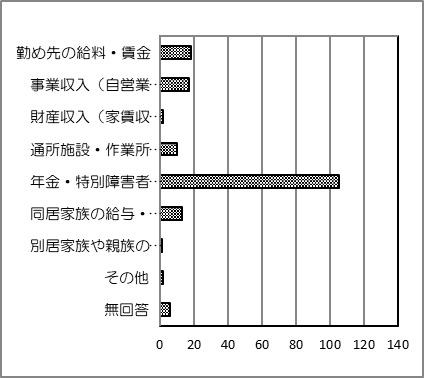 勤め先の給料・賃金
事業収入（自営業…
財産収入（家賃収…
通所施設・作業所…
年金・特別障害者…
同居家族の給与・…
別居家族や親族の…
その他
無回答
0 20 40 60 80 100 120 140